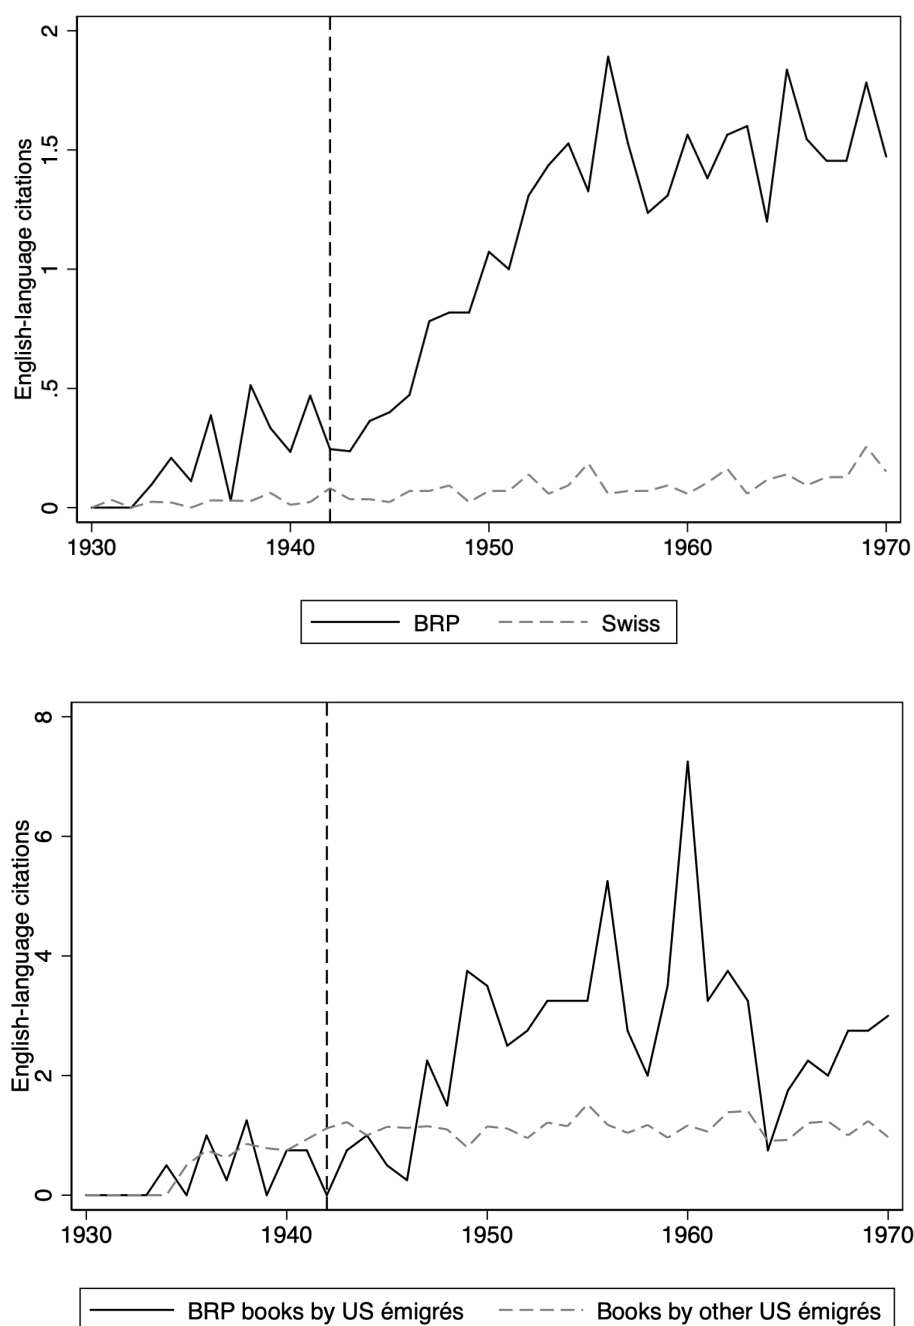 2
1.5
1
.5
0
English-language citations
1930 1940 1950 1960 1970
BRP Swiss
8
6
4
2
0
English-language citations
1930 1940 1950 1960 1970
BRP books by US émigrés Books by other US émigrés